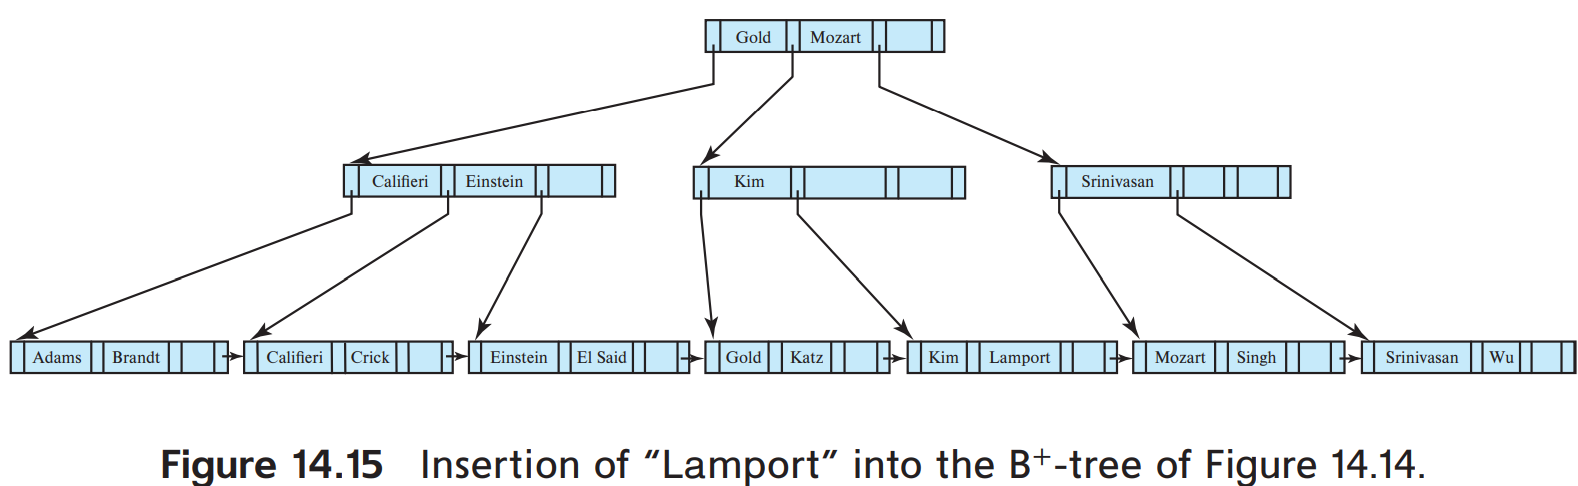 Gold Mozart
Califieri Einstein
Kim
Srinivasan
Adams Brandt
Califieri Crick
Einstein El Said
Gold Katz
Kim Lamport
Mozart Singh
Srinivasan Wu
Figure 14.15 Insertion of “Lamport” into the B⁺-tree of Figure 14.14.